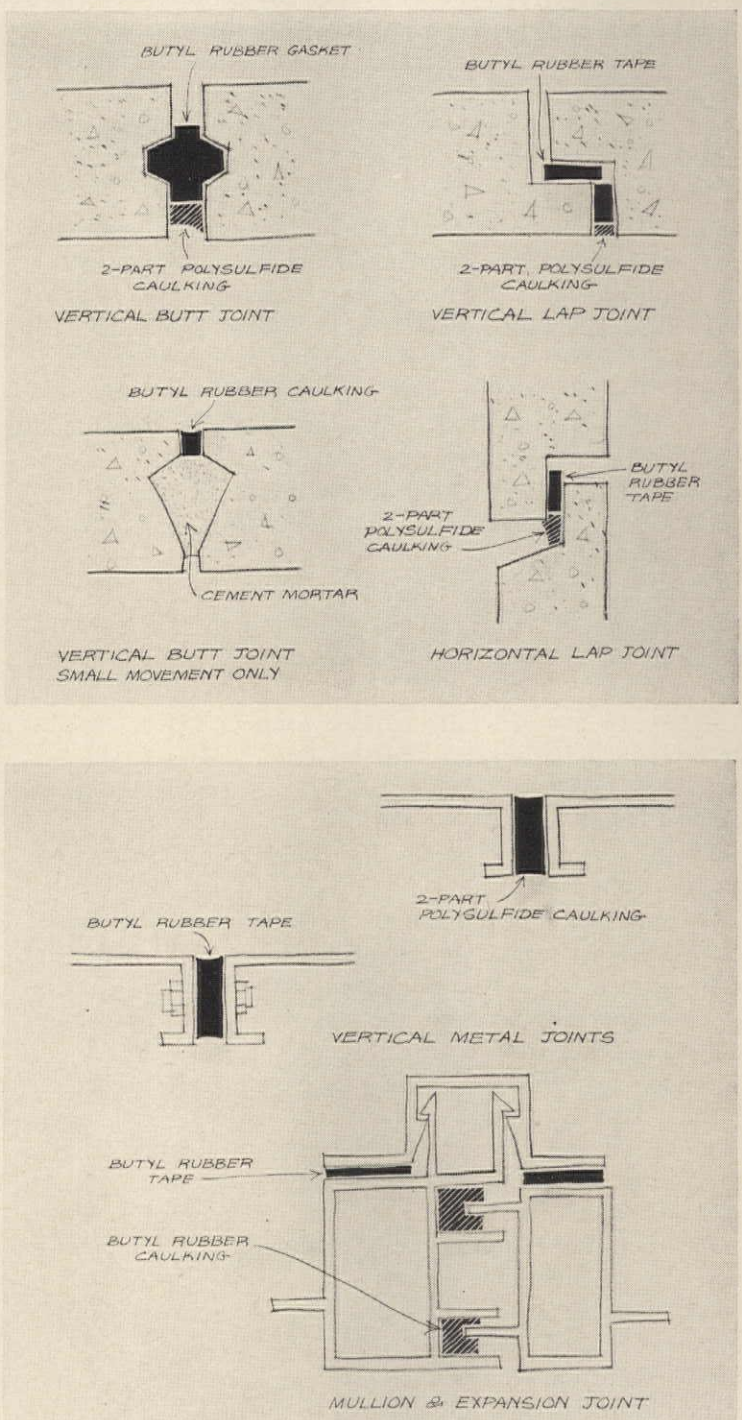 BUTYL RUBBER GASKET
2-PART POLYSULFIDE
CAULKING
VERTICAL BUTT JOINT
BUTYL RUBBER TAPE
2-PART, POLYSULFIDE
CAULKING
VERTICAL LAP JOINT
BUTYL RUBBER CAULKING
CEMENT MORTAR
VERTICAL BUTT JOINT
SMALL MOVEMENT ONLY
BUTYL
RUBBER
TAPE
2-PART
POLYSULFIDE
CAULKING
HORIZONTAL LAP JOINT
2-PART
POLYSULFIDE CAULKING
BUTYL RUBBER TAPE
VERTICAL METAL JOINTS
BUTYL RUBBER
TAPE
BUTYL RUBBER
CAULKING
MULLION & EXPANSION JOINT